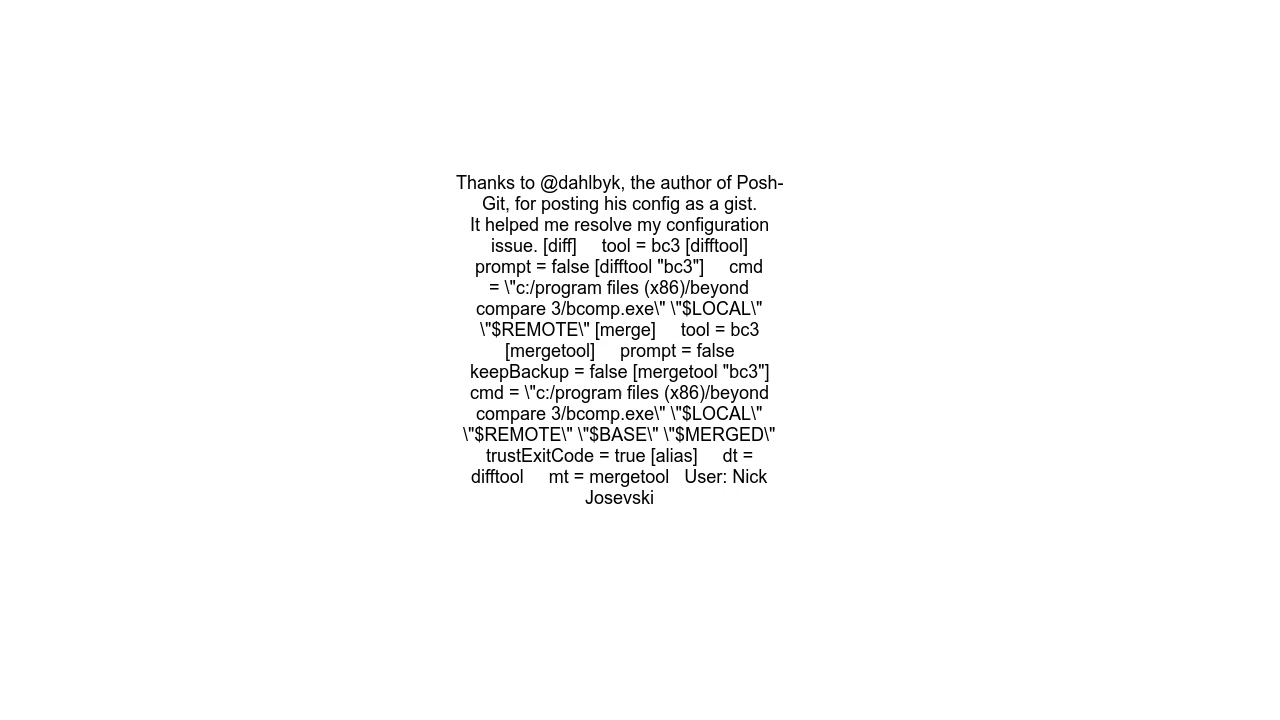 Thanks to @dahlbyk, the author of Posh-
Git, for posting his config as a gist.
It helped me resolve my configuration
issue. [diff]     tool = bc3 [difftool]
prompt = false [difftool "bc3"]     cmd
= \"c:/program files (x86)/beyond
compare 3/bcomp.exe\" \"$LOCAL\"
\"$REMOTE\" [merge]     tool = bc3
[mergetool]     prompt = false
keepBackup = false [mergetool "bc3"]
cmd = \"c:/program files (x86)/beyond
compare 3/bcomp.exe\" \"$LOCAL\"
\"$REMOTE\" \"$BASE\" \"$MERGED\"
trustExitCode = true [alias]     dt =
difftool     mt = mergetool   User: Nick
Josevski